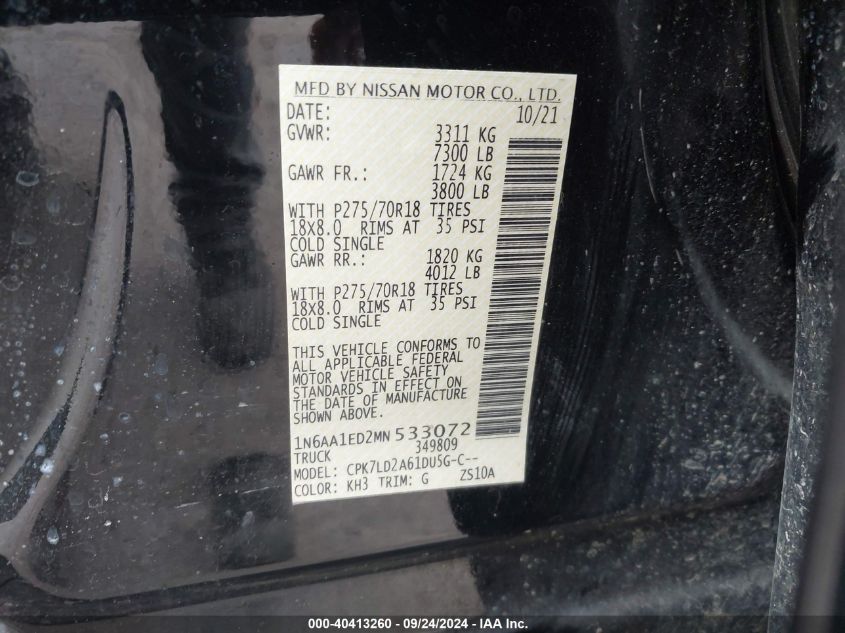 MFD BY NISSAN MOTOR CO., LTD.
DATE: 10/21
GVWR: 3311 KG
7300 LB
GAWR FR.: 1724 KG
3800 LB
WITH P275/70R18 TIRES
18X8.0 RIMS AT 35 PSI
COLD SINGLE
GAWR RR.: 1820 KG
4012 LB
WITH P275/70R18 TIRES
18X8.0 RIMS AT 35 PSI
COLD SINGLE
THIS VEHICLE CONFORMS TO
ALL APPLICABLE FEDERAL
MOTOR VEHICLE SAFETY
STANDARDS IN EFFECT ON
THE DATE OF MANUFACTURE
SHOWN ABOVE.
1N6AA1ED2MN 533072
TRUCK 349809
MODEL: CPK7LD2A61DU5G-C--
COLOR: KH3 TRIM: G ZS10A
000-40413260 - 09/24/2024 - IAA Inc.